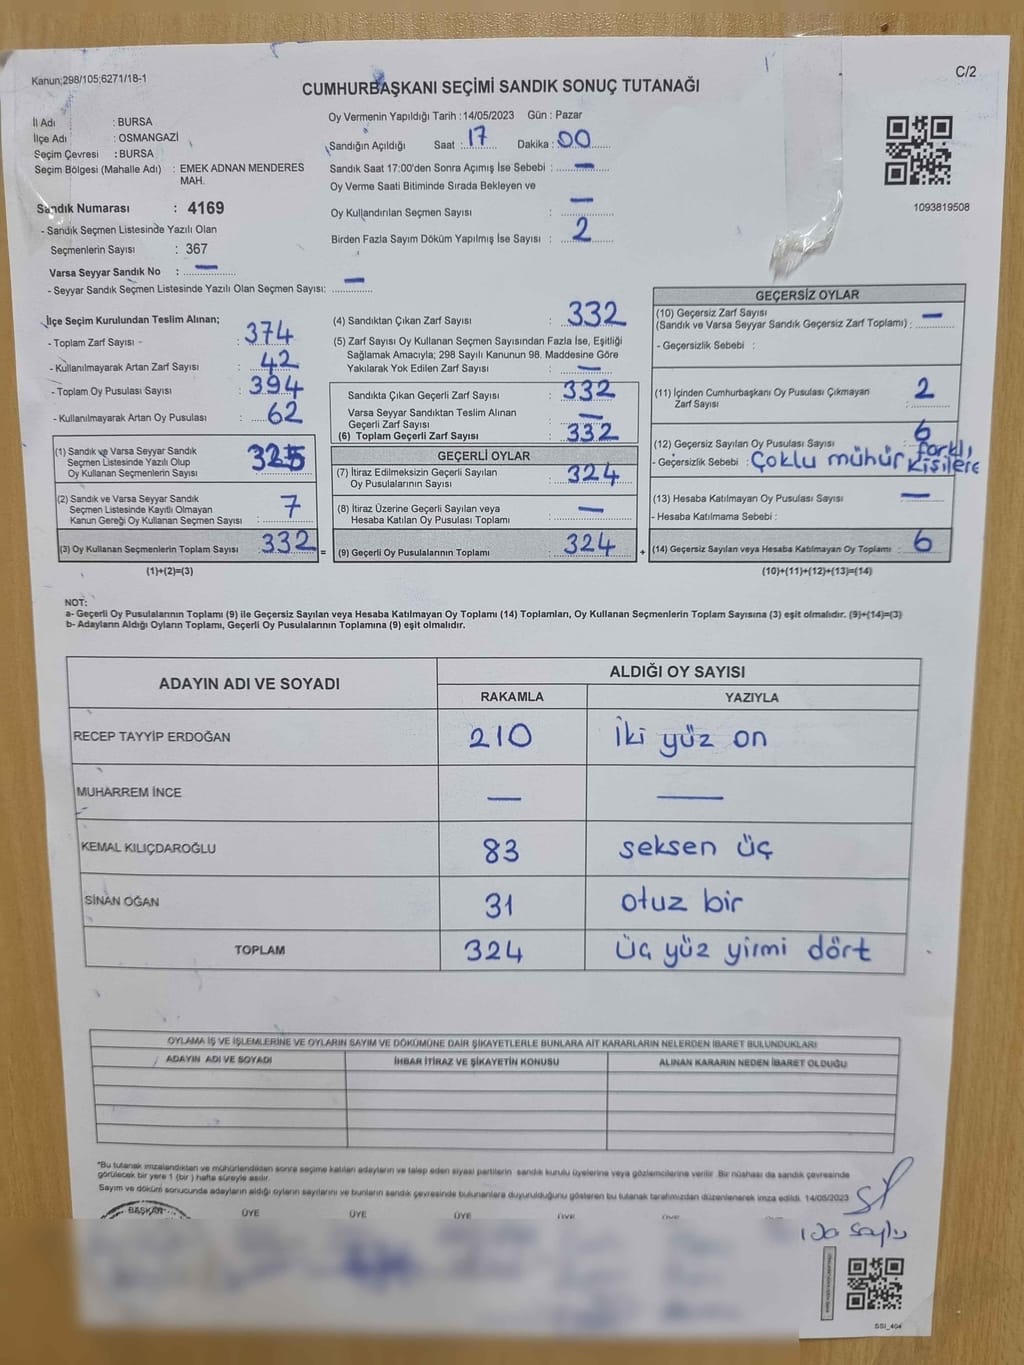 Kanun;298/105;6271/18-1
C/2
CUMHURBAŞKANI SEÇİMİ SANDIK SONUÇ TUTANAĞI
İl Adı : BURSA
İlçe Adı : OSMANGAZİ
Seçim Çevresi : BURSA
Seçim Bölgesi (Mahalle Adı) : EMEK ADNAN MENDERES
MAH.
Sandık Numarası : 4169
- Sandık Seçmen Listesinde Yazılı Olan
Seçmenlerin Sayısı : 367
Varsa Seyyar Sandık No : —
- Seyyar Sandık Seçmen Listesinde Yazılı Olan Seçmen Sayısı: —
Oy Vermenin Yapıldığı Tarih :14/05/2023 Gün : Pazar
Sandığın Açıldığı Saat : 17 Dakika : 00
Sandık Saat 17:00'den Sonra Açımış İse Sebebi : —
Oy Verme Saati Bitiminde Sırada Bekleyen ve
Oy Kullandırılan Seçmen Sayısı : —
Birden Fazla Sayım Döküm Yapılmış İse Sayısı : 2
1093819508
İlçe Seçim Kurulundan Teslim Alınan;
- Toplam Zarf Sayısı - : 374
- Kullanılmayarak Artan Zarf Sayısı : 42
- Toplam Oy Pusulası Sayısı : 394
- Kullanılmayarak Artan Oy Pusulası : 62
(1) Sandık ve Varsa Seyyar Sandık
Seçmen Listesinde Yazılı Olup
Oy Kullanan Seçmenlerin Sayısı : 325
(2) Sandık ve Varsa Seyyar Sandık
Seçmen Listesinde Kayıtlı Olmayan
Kanun Gereği Oy Kullanan Seçmen Sayısı : 7
(3) Oy Kullanan Seçmenlerin Toplam Sayısı : 332
(1)+(2)=(3)
(4) Sandıktan Çıkan Zarf Sayısı : 332
(5) Zarf Sayısı Oy Kullanan Seçmen Sayısından Fazla İse, Eşitliği
Sağlamak Amacıyla; 298 Sayılı Kanunun 98. Maddesine Göre
Yakılarak Yok Edilen Zarf Sayısı : —
Sandıkta Çıkan Geçerli Zarf Sayısı : 332
Varsa Seyyar Sandıktan Teslim Alınan
Geçerli Zarf Sayısı : —
(6) Toplam Geçerli Zarf Sayısı : 332
GEÇERLİ OYLAR
(7) İtiraz Edilmeksizin Geçerli Sayılan
Oy Pusulalarının Sayısı : 324
(8) İtiraz Üzerine Geçerli Sayılan veya
Hesaba Katılan Oy Pusulası Toplamı : —
= (9) Geçerli Oy Pusulalarının Toplamı : 324
GEÇERSİZ OYLAR
(10) Geçersiz Zarf Sayısı
(Sandık ve Varsa Seyyar Sandık Geçersiz Zarf Toplamı) : —
- Geçersizlik Sebebi :
(11) İçinden Cumhurbaşkanı Oy Pusulası Çıkmayan
Zarf Sayısı : 2
(12) Geçersiz Sayılan Oy Pusulası Sayısı : 6
- Geçersizlik Sebebi : Çoklu mühür farklı,
kişilere
(13) Hesaba Katılmayan Oy Pusulası Sayısı : —
- Hesaba Katılmama Sebebi :
+ (14) Geçersiz Sayılan veya Hesaba Katılmayan Oy Toplamı : 6
(10)+(11)+(12)+(13)=(14)
NOT:
a- Geçerli Oy Pusulalarının Toplamı (9) ile Geçersiz Sayılan veya Hesaba Katılmayan Oy Toplamı (14) Toplamları, Oy Kullanan Seçmenlerin Toplam Sayısına (3) eşit olmalıdır. (9)+(14)=(3)
b- Adayların Aldığı Oyların Toplamı, Geçerli Oy Pusulalarının Toplamına (9) eşit olmalıdır.
ADAYIN ADI VE SOYADI ALDIĞI OY SAYISI
RAKAMLA YAZIYLA
RECEP TAYYİP ERDOĞAN 210 İki yüz on
MUHARREM İNCE — —
KEMAL KILIÇDAROĞLU 83 seksen üç
SİNAN OĞAN 31 otuz bir
TOPLAM 324 Üç yüz yirmi dört
OYLAMA İŞ VE İŞLEMLERİNE VE OYLARIN SAYIM VE DÖKÜMÜNE DAİR ŞİKAYETLERLE BUNLARA AİT KARARLARIN NELERDEN İBARET BULUNDUKLARI
ADAYIN ADI VE SOYADI İHBAR İTİRAZ VE ŞİKAYETİN KONUSU ALINAN KARARIN NEDEN İBARET OLDUĞU
*Bu tutanak imzalandıktan ve mühürlendikten sonra seçime katılan adayların ve talep eden siyasi partilerin sandık kurulu üyelerine veya gözlemcilerine verilir. Bir nüshası da sandık çevresinde
görülecek bir yere 1 (bir ) hafta süreyle asılır.
Sayım ve döküm sonucunda adayların aldığı oyların sayılarını ve bunların sandık çevresinde bulunanlara duyurulduğunu gösteren bu tutanak tarafımızdan düzenlenerek imza edildi. 14/05/2023
BAŞKAN ÜYE ÜYE ÜYE ÜYE ÜYE ÜYE
SSI_404